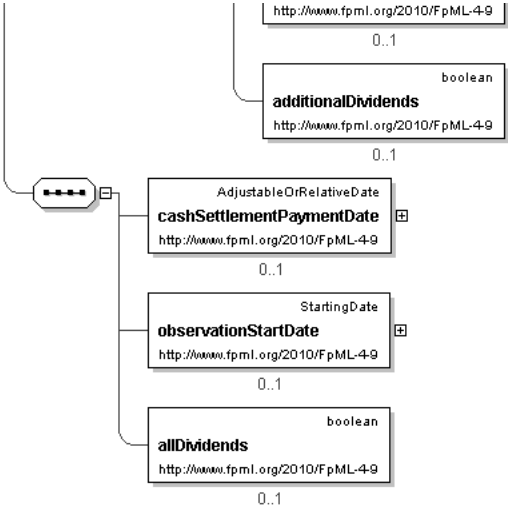 http://www.fpml.org/2010/FpML-4-9
0..1
boolean
additionalDividends
http://www.fpml.org/2010/FpML-4-9
0..1
AdjustableOrRelativeDate
cashSettlementPaymentDate
http://www.fpml.org/2010/FpML-4-9
0..1
StartingDate
observationStartDate
http://www.fpml.org/2010/FpML-4-9
0..1
boolean
allDividends
http://www.fpml.org/2010/FpML-4-9
0..1